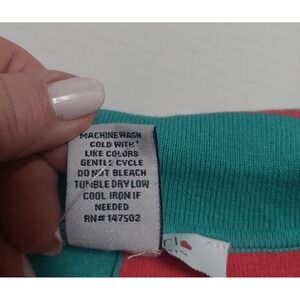 MACHINE WASH
COLD WITH
LIKE COLORS
GENTLE CYCLE
DO NOT BLEACH
TUMBLE DRY LOW
COOL IRON IF
NEEDED
RN# 147502